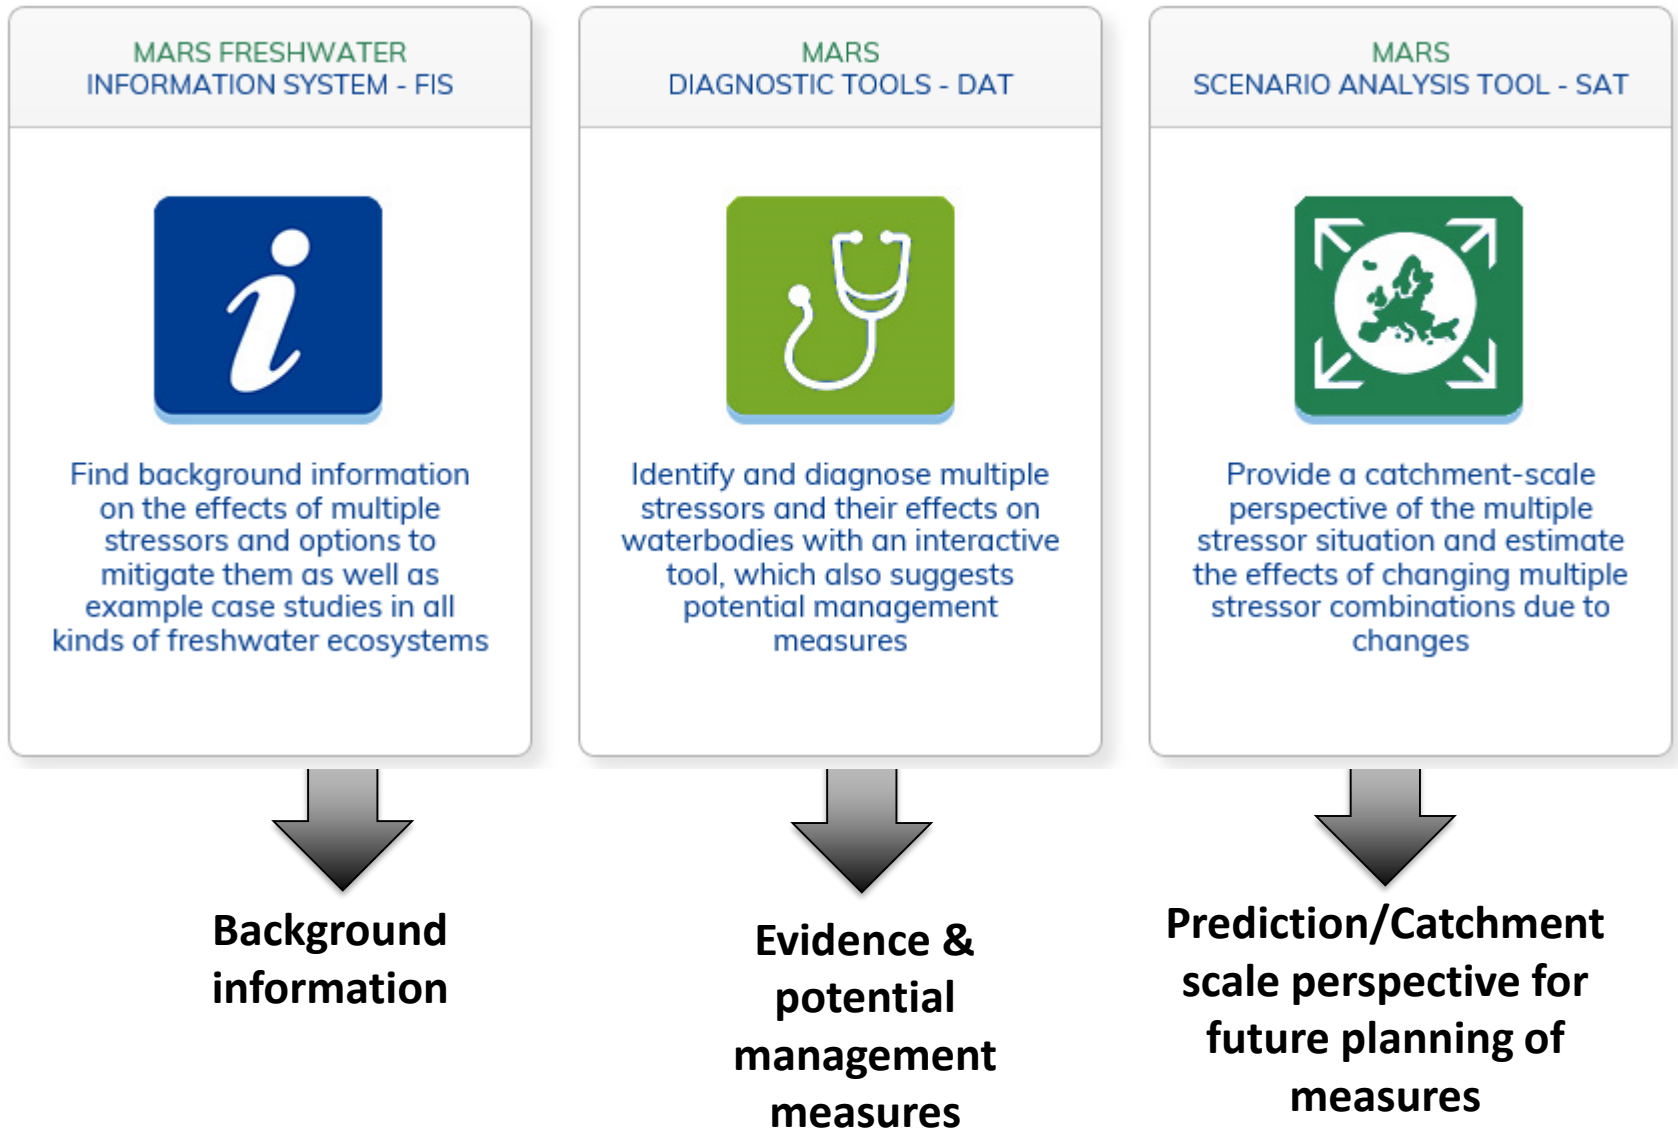 MARS FRESHWATER
INFORMATION SYSTEM - FIS
Find background information
on the effects of multiple
stressors and options to
mitigate them as well as
example case studies in all
kinds of freshwater ecosystems
Background
information
MARS
DIAGNOSTIC TOOLS - DAT
Identify and diagnose multiple
stressors and their effects on
waterbodies with an interactive
tool, which also suggests
potential management
measures
Evidence &
potential
management
measures
MARS
SCENARIO ANALYSIS TOOL - SAT
Provide a catchment-scale
perspective of the multiple
stressor situation and estimate
the effects of changing multiple
stressor combinations due to
changes
Prediction/Catchment
scale perspective for
future planning of
measures